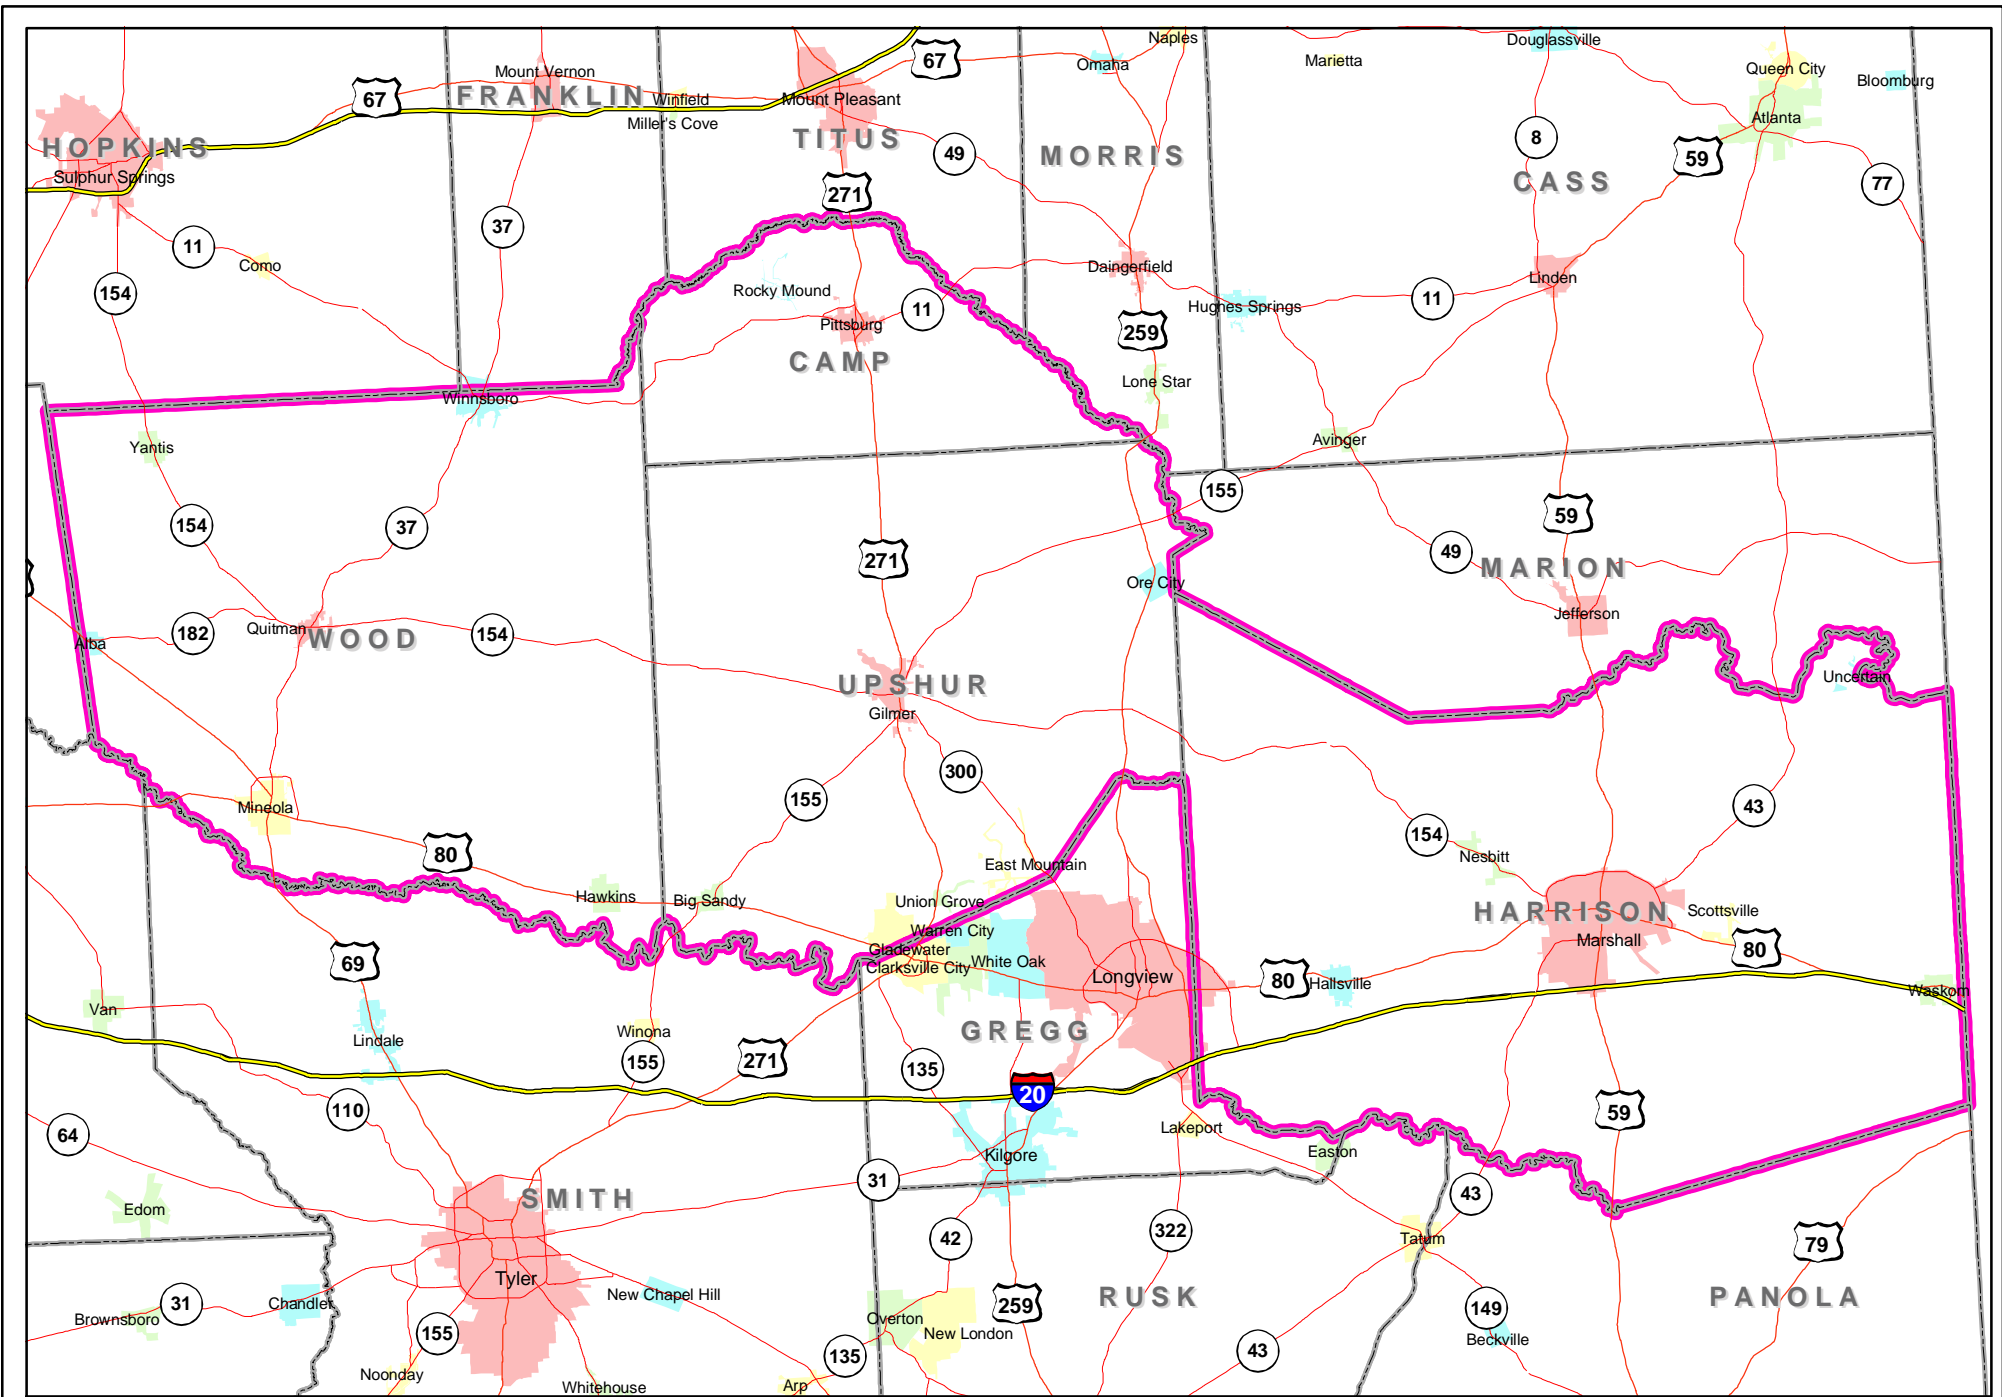 Naples
Douglassville
67
Omaha
Marietta
Queen City
Bloomburg
Mount Vernon
67
FRANKLIN
Winfield
Mount Pleasant
Miller's Cove
Atlanta
HOPKINS
TITUS
49
MORRIS
8
59
Sulphur Springs
271
CASS
77
37
11
Como
Daingerfield
Linden
154
Rocky Mound
11
Hughes Springs
11
Pittsburg
259
CAMP
Lone Star
Winnsboro
Yantis
Avinger
155
154
37
59
271
49
MARION
Ore City
Jefferson
182
Quitman
WOOD
154
Alba
UPSHUR
Uncertain
Gilmer
300
155
Mineola
43
154
80
Nesbitt
East Mountain
Hawkins
Big Sandy
Union Grove
HARRISON
Scottsville
Warren City
Marshall
Gladewater
80
69
Clarksville City
White Oak
Longview
80
Hallsville
Waskom
Van
Winona
GREGG
Lindale
155
271
135
20
110
59
64
Lakeport
Kilgore
Easton
31
SMITH
43
Edom
42
322
Tatum
79
Tyler
New Chapel Hill
RUSK
PANOLA
31
Chandler
259
149
Brownsboro
Overton
New London
155
Beckville
135
43
Noonday
Whitehouse
Arp